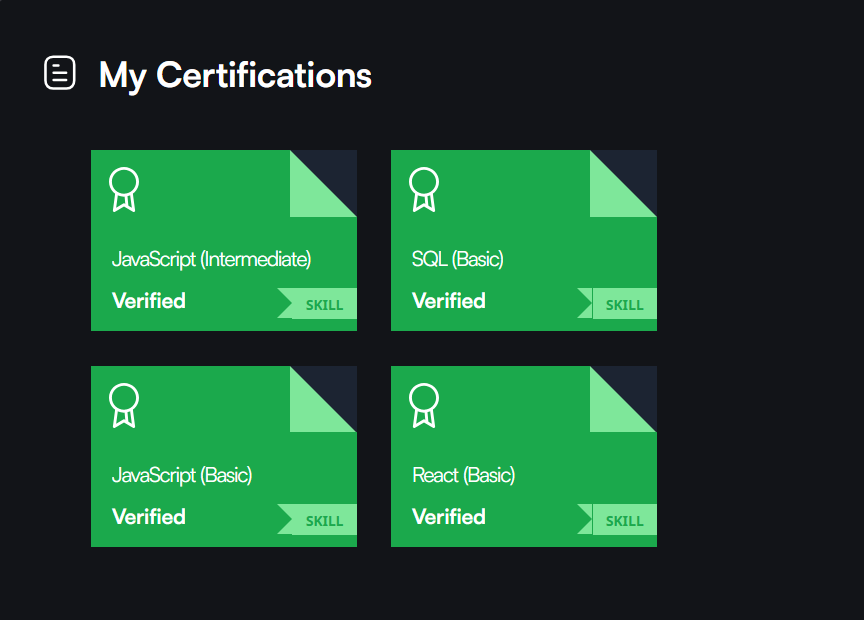 My Certifications
JavaScript (Intermediate)
Verified
SKILL
SQL (Basic)
Verified
SKILL
JavaScript (Basic)
Verified
SKILL
React (Basic)
Verified
SKILL